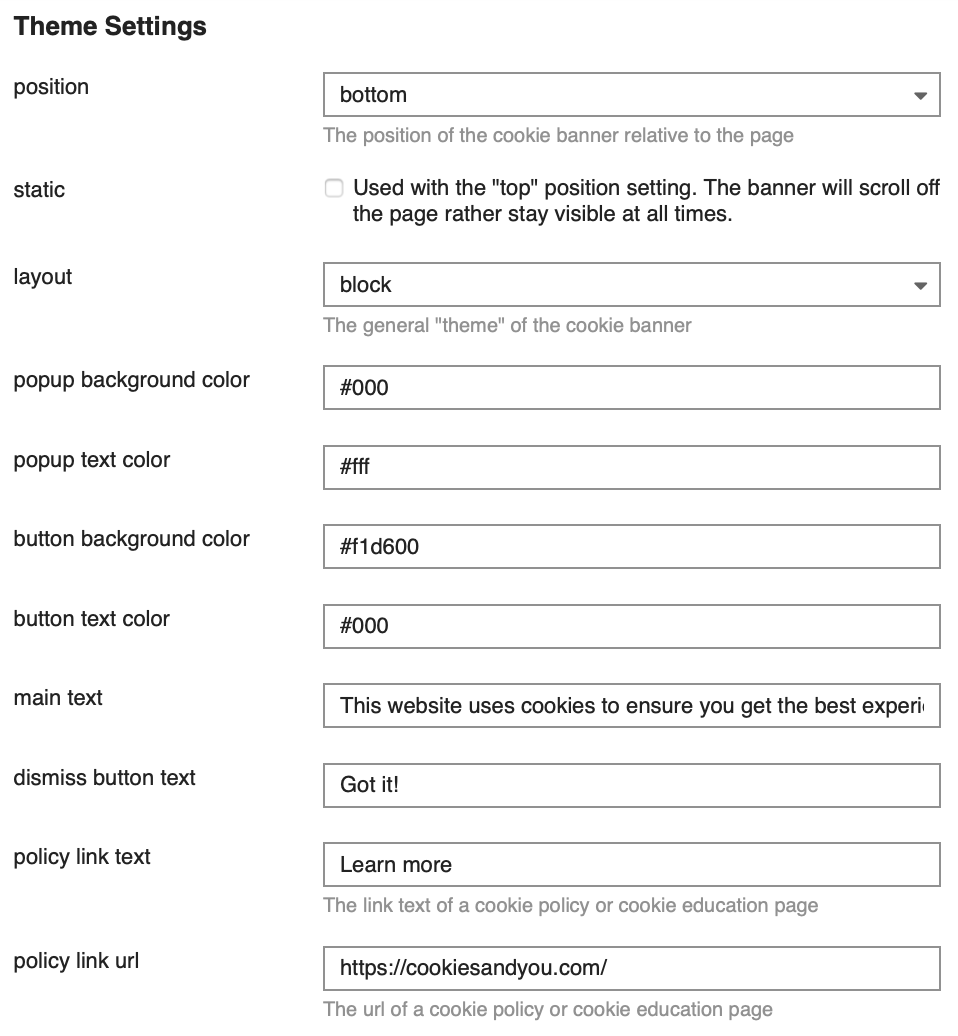 Theme Settings
position
bottom
The position of the cookie banner relative to the page
static
Used with the "top" position setting. The banner will scroll off
the page rather stay visible at all times.
layout
block
The general "theme" of the cookie banner
popup background color
#000
popup text color
#fff
button background color
#f1d600
button text color
#000
main text
This website uses cookies to ensure you get the best experi
dismiss button text
Got it!
policy link text
Learn more
The link text of a cookie policy or cookie education page
policy link url
https://cookiesandyou.com/
The url of a cookie policy or cookie education page